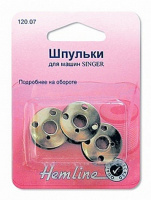 120.07
Шпульки
для машин SINGER
Подробнее на обороте
Hemline